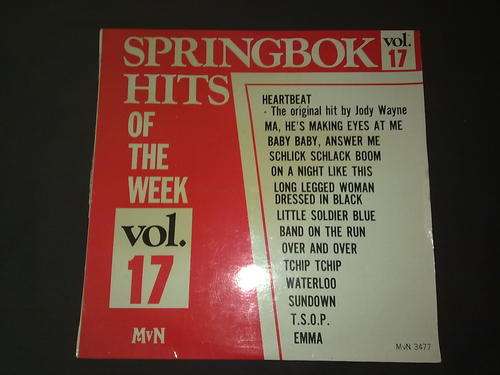 SPRINGBOK
vol.
17
HITS
OF
THE
WEEK
vol.
17
MvN
HEARTBEAT
- The original hit by Jody Wayne
MA, HE'S MAKING EYES AT ME
BABY BABY, ANSWER ME
SCHLICK SCHLACK BOOM
ON A NIGHT LIKE THIS
LONG LEGGED WOMAN
DRESSED IN BLACK
LITTLE SOLDIER BLUE
BAND ON THE RUN
OVER AND OVER
TCHIP TCHIP
WATERLOO
SUNDOWN
T.S.O.P.
EMMA
MvN 3477